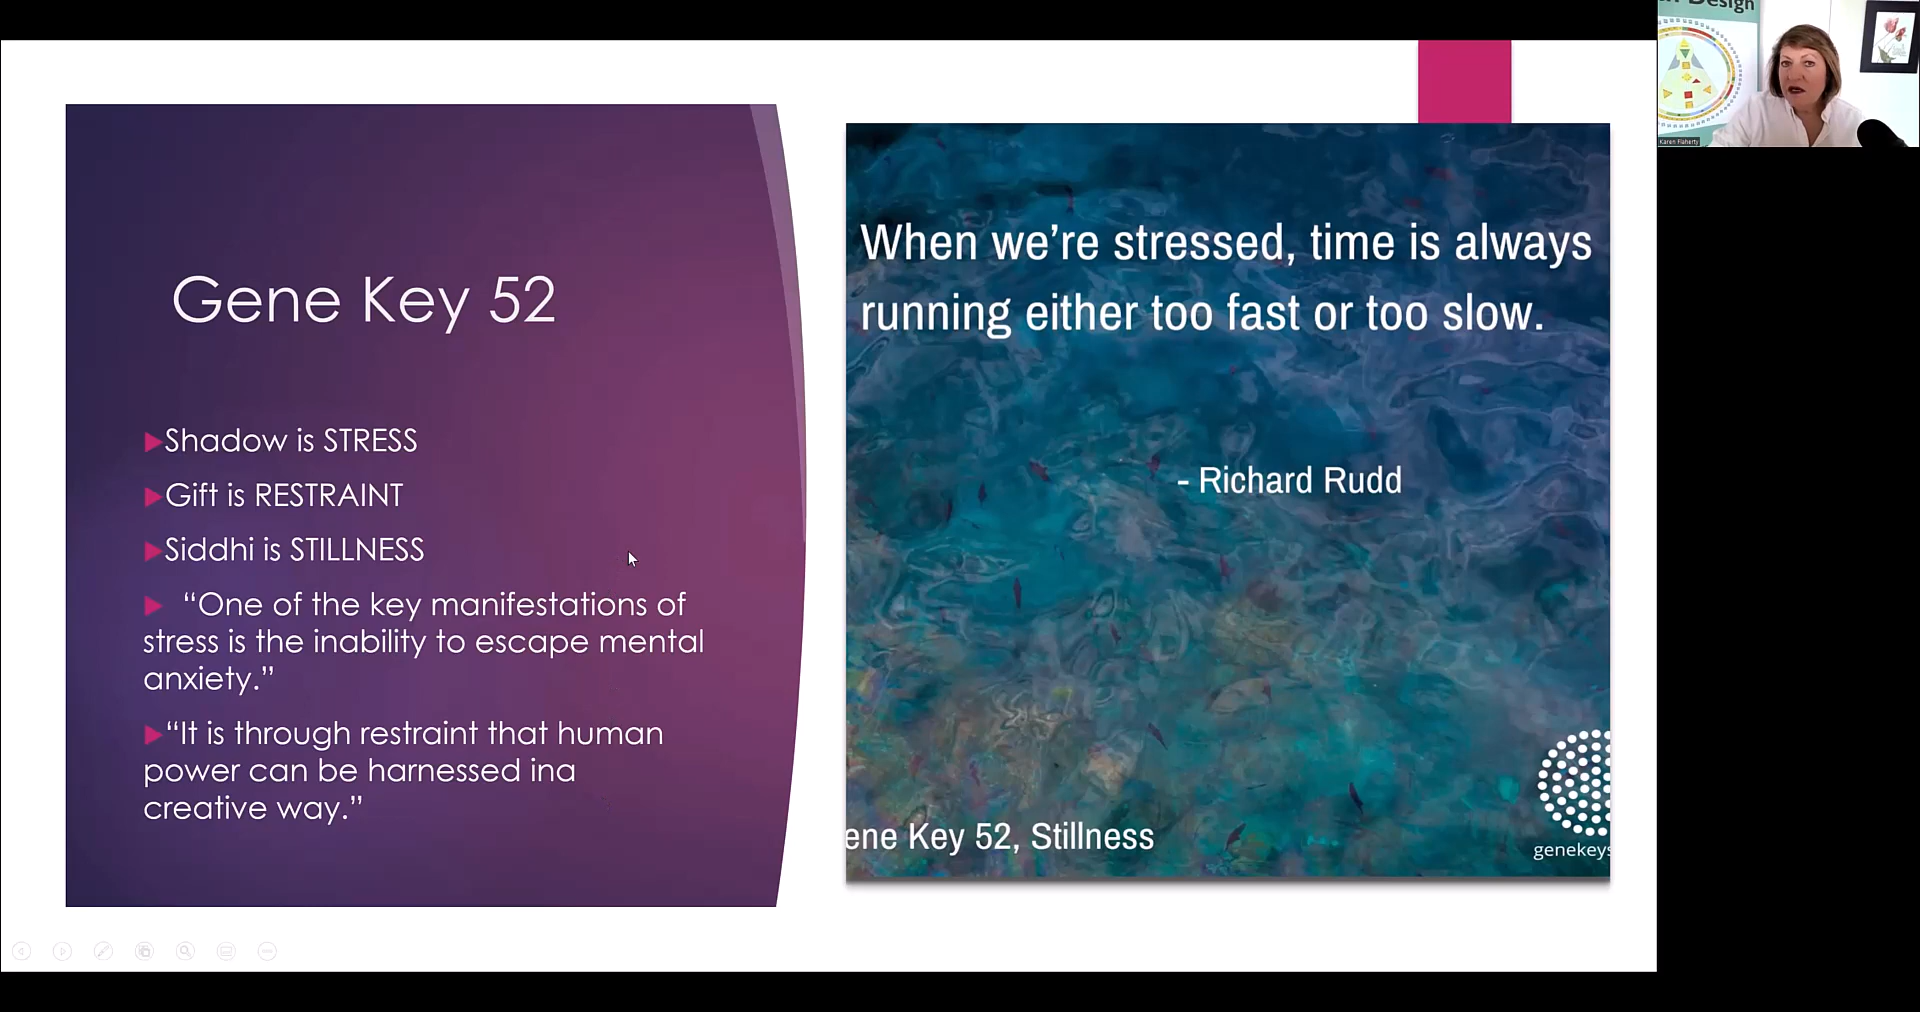 Gene Key 52
Shadow is STRESS
Gift is RESTRAINT
Siddhi is STILLNESS
“One of the key manifestations of
stress is the inability to escape mental
anxiety.”
“It is through restraint that human
power can be harnessed ina
creative way.”
When we’re stressed, time is always
running either too fast or too slow.
- Richard Rudd
ene Key 52, Stillness
genekeys
Design
Karen Flaherty